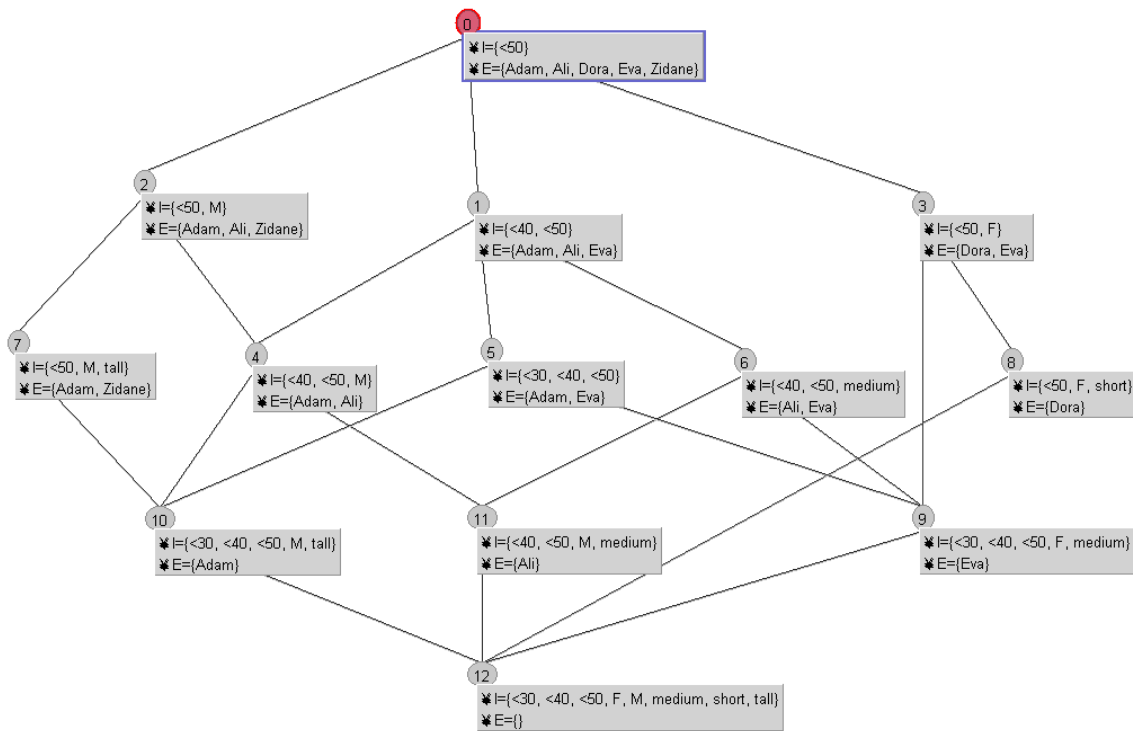 0
I={<50}
E={Adam, Ali, Dora, Eva, Zidane}
2
I={<50, M}
E={Adam, Ali, Zidane}
1
I={<40, <50}
E={Adam, Ali, Eva}
3
I={<50, F}
E={Dora, Eva}
7
I={<50, M, tall}
E={Adam, Zidane}
4
I={<40, <50, M}
E={Adam, Ali}
5
I={<30, <40, <50}
E={Adam, Eva}
6
I={<40, <50, medium}
E={Ali, Eva}
8
I={<50, F, short}
E={Dora}
10
I={<30, <40, <50, M, tall}
E={Adam}
11
I={<40, <50, M, medium}
E={Ali}
9
I={<30, <40, <50, F, medium}
E={Eva}
12
I={<30, <40, <50, F, M, medium, short, tall}
E={}